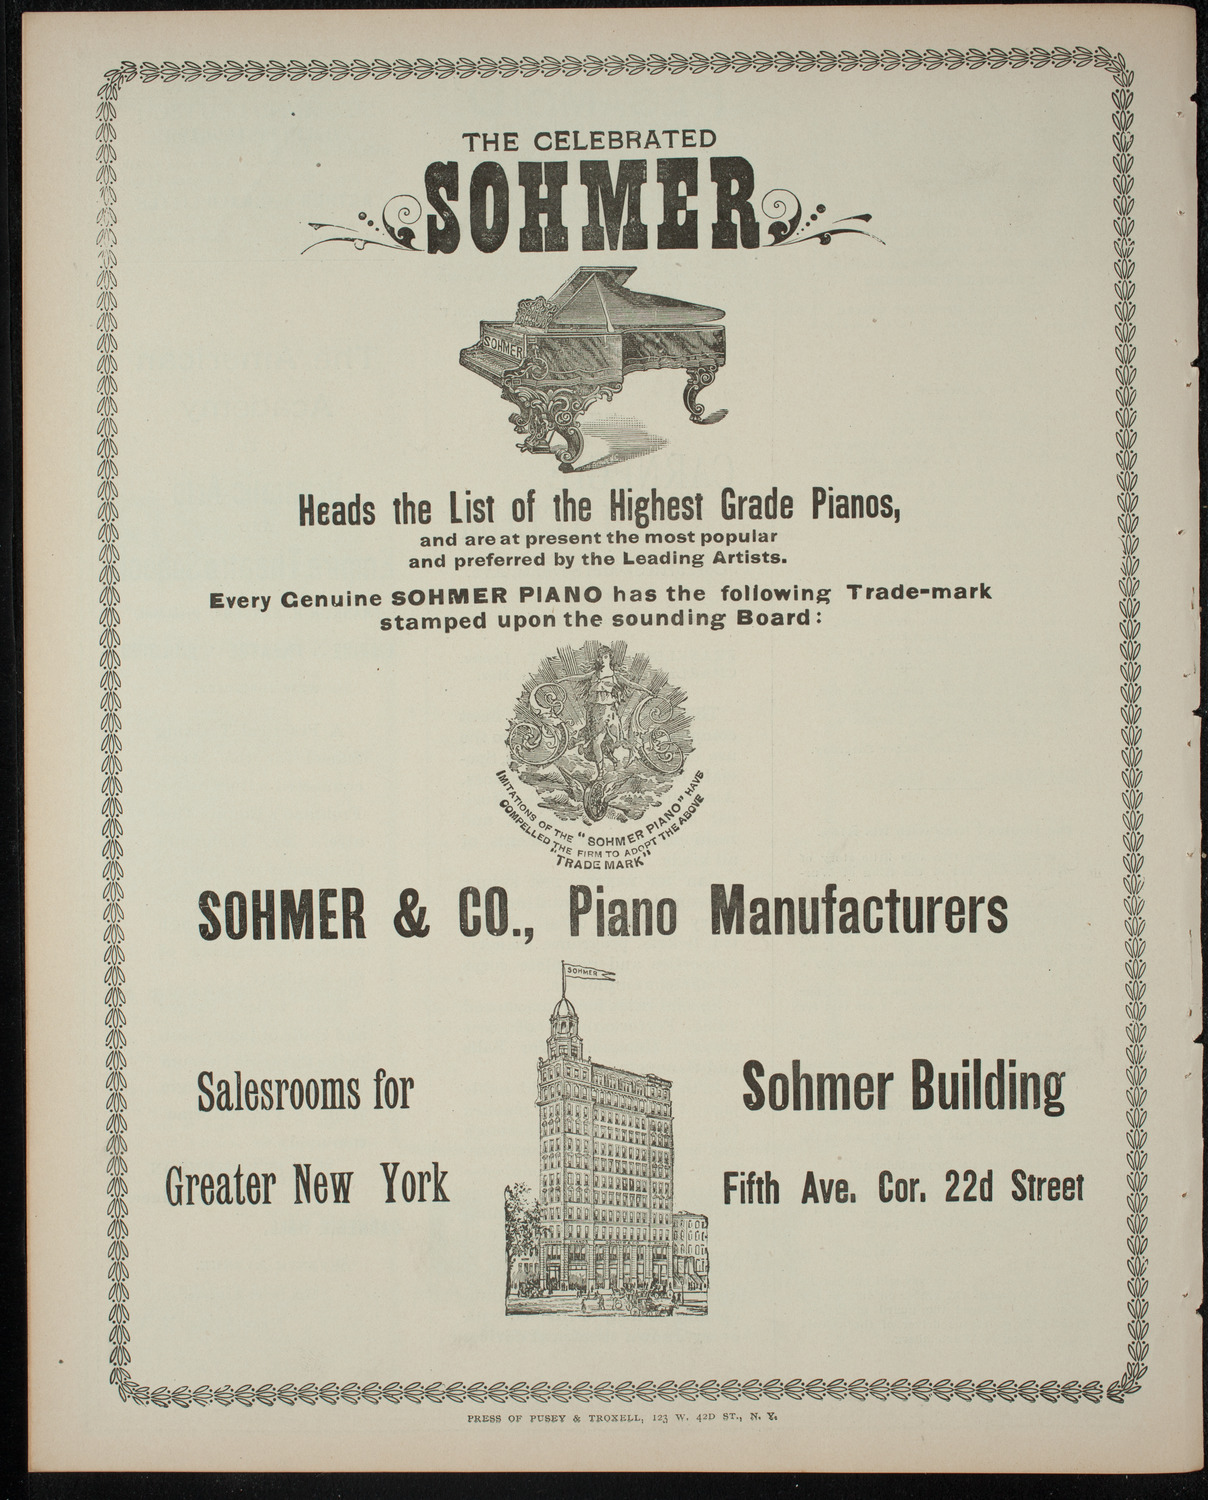 THE CELEBRATED
SOHMER
SOHMER
Heads the List of the Highest Grade Pianos,
and are at present the most popular
and preferred by the Leading Artists.
Every Genuine SOHMER PIANO has the following Trade-mark
stamped upon the sounding Board:
IMITATIONS OF THE "SOHMER PIANO" HAVE
COMPELLED THE FIRM TO ADOPT THE ABOVE
"TRADE MARK"
SOHMER & CO., Piano Manufacturers
SOHMER
Salesrooms for
Greater New York
Sohmer Building
Fifth Ave. Cor. 22d Street
PRESS OF PUSEY & TROXELL, 123 W. 42D ST., N. Y.